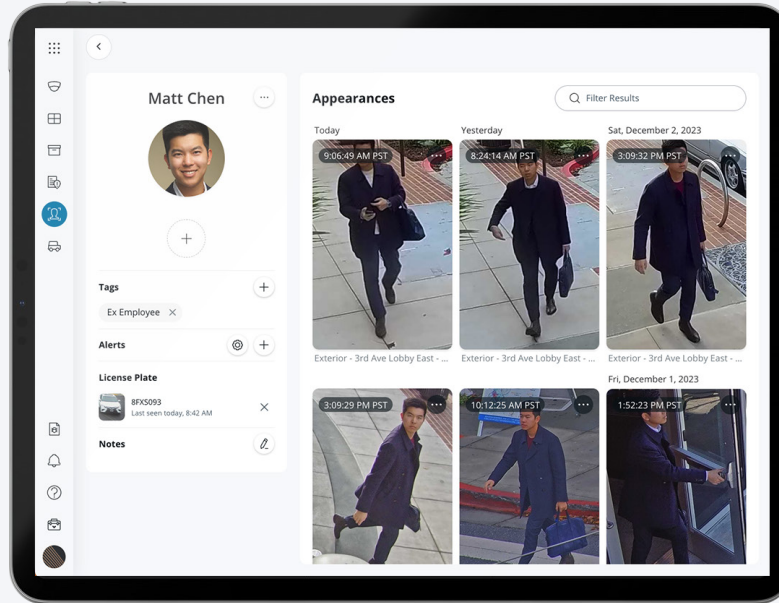 Matt Chen
...
Tags
Ex Employee
Alerts
License Plate
8FXS093
Last seen today, 8:42 AM
Notes
Appearances
Filter Results
Today
Yesterday
Sat, December 2, 2023
9:06:49 AM PST
8:24:14 AM PST
3:09:32 PM PST
Exterior - 3rd Ave Lobby East - ...
Exterior - 3rd Ave Lobby East - ...
Exterior - 3rd Ave Lobby East - ...
Fri, December 1, 2023
3:09:29 PM PST
10:12:25 AM PST
1:52:23 PM PST